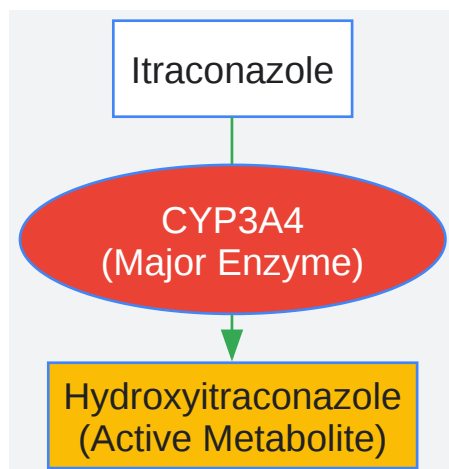 Itraconazole
CYP3A4
(Major Enzyme)
Hydroxyitraconazole
(Active Metabolite)